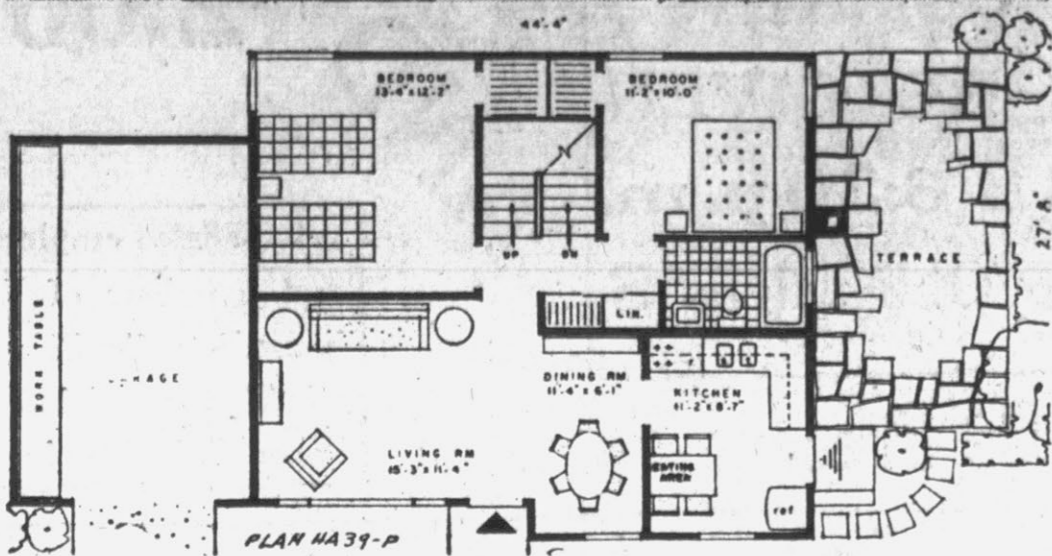 44'-4"
BEDROOM
13'-4" x 12'-2"
BEDROOM
11'-2" x 10'-0"
UP
DN
27'-8"
TERRACE
WORK TABLE
LIN.
DINING RM.
11'-4" x 6'-1"
KITCHEN
11'-2" x 8'-7"
LIVING RM
15'-3" x 11'-4"
EATING
AREA
ref
PLAN HA39-P